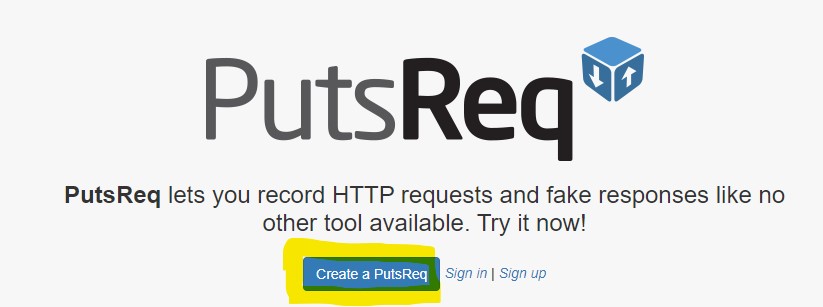 PutsReq
PutsReq lets you record HTTP requests and fake responses like no
other tool available. Try it now!
Create a PutsReq Sign in | Sign up